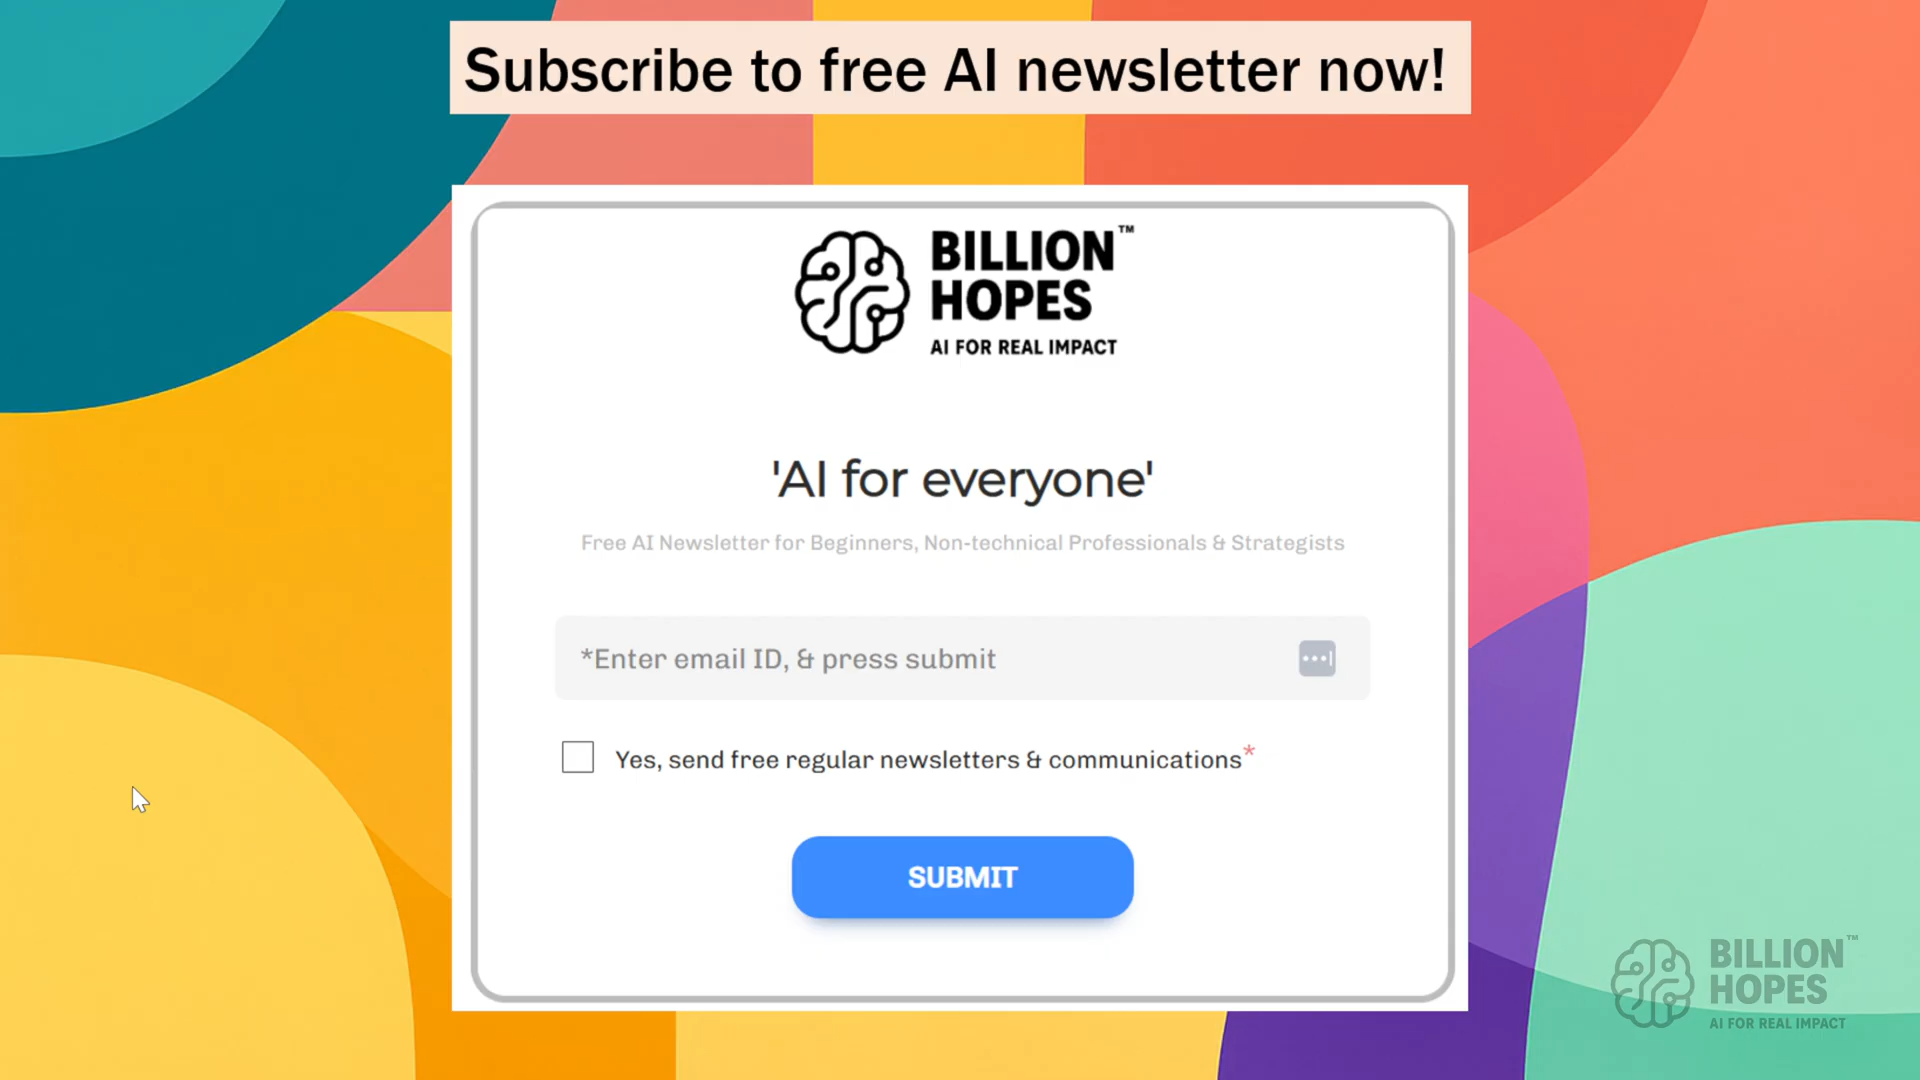 Subscribe to free AI newsletter now!
BILLION™
HOPES
AI FOR REAL IMPACT
'AI for everyone'
Free AI Newsletter for Beginners, Non-technical Professionals & Strategists
*Enter email ID, & press submit
Yes, send free regular newsletters & communications*
SUBMIT
BILLION™
HOPES
AI FOR REAL IMPACT